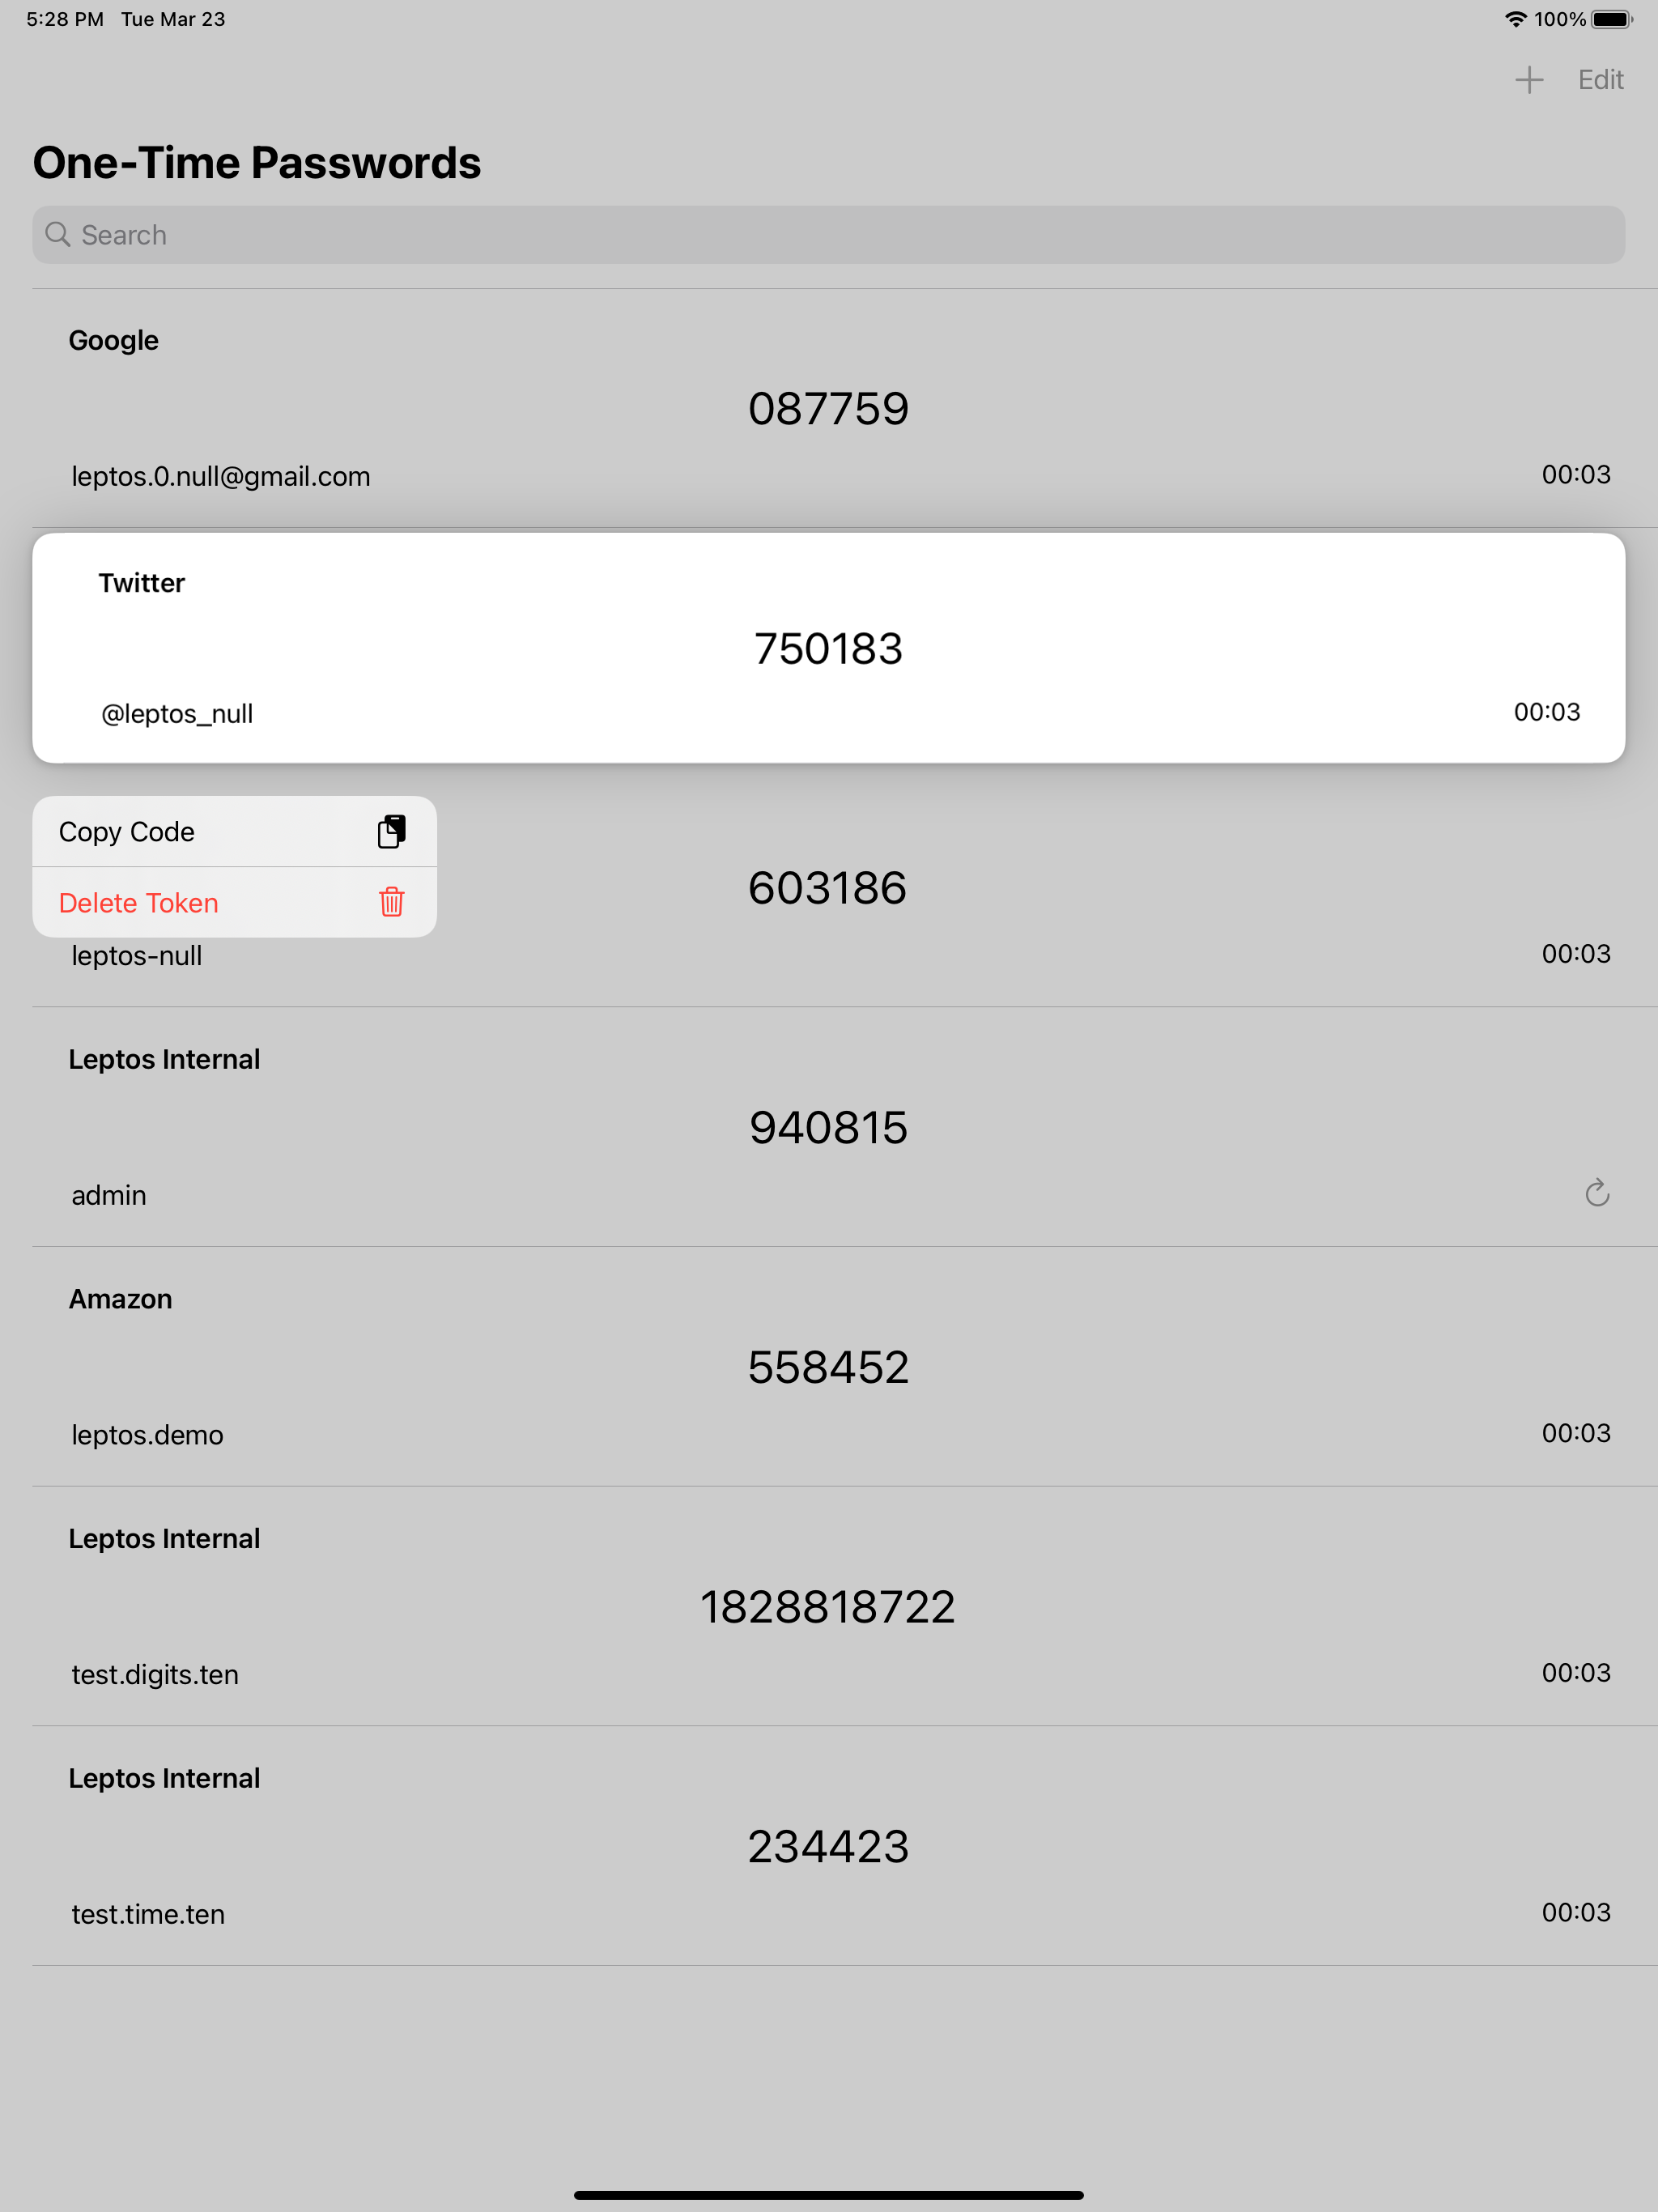 5:28 PM Tue Mar 23 100%
Edit
One-Time Passwords
Search
Google
087759
leptos.0.null@gmail.com 00:03
Twitter
750183
@leptos_null 00:03
Copy Code
Delete Token
603186
leptos-null 00:03
Leptos Internal
940815
admin
Amazon
558452
leptos.demo 00:03
Leptos Internal
1828818722
test.digits.ten 00:03
Leptos Internal
234423
test.time.ten 00:03